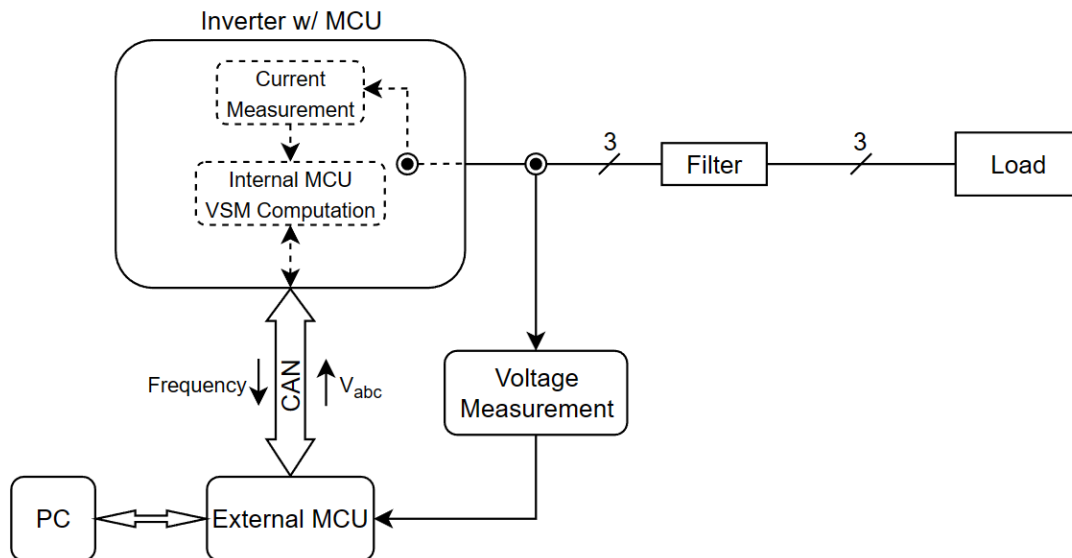 Inverter w/ MCU
Current
Measurement
Internal MCU
VSM Computation
3
Filter
3
Load
Frequency
CAN
Vabc
Voltage
Measurement
PC
External MCU